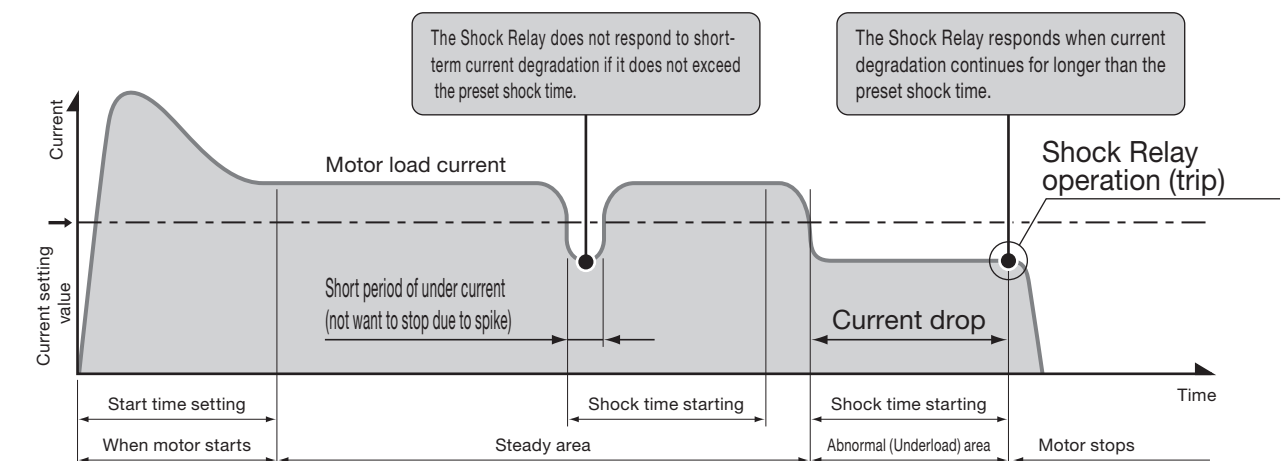 The Shock Relay does not respond to short-
term current degradation if it does not exceed
the preset shock time.
The Shock Relay responds when current
degradation continues for longer than the
preset shock time.
Current
Shock Relay
operation (trip)
Motor load current
Current setting
value
Short period of under current
(not want to stop due to spike)
Current drop
Time
Start time setting
Shock time starting
Shock time starting
When motor starts
Steady area
Abnormal (Underload) area
Motor stops